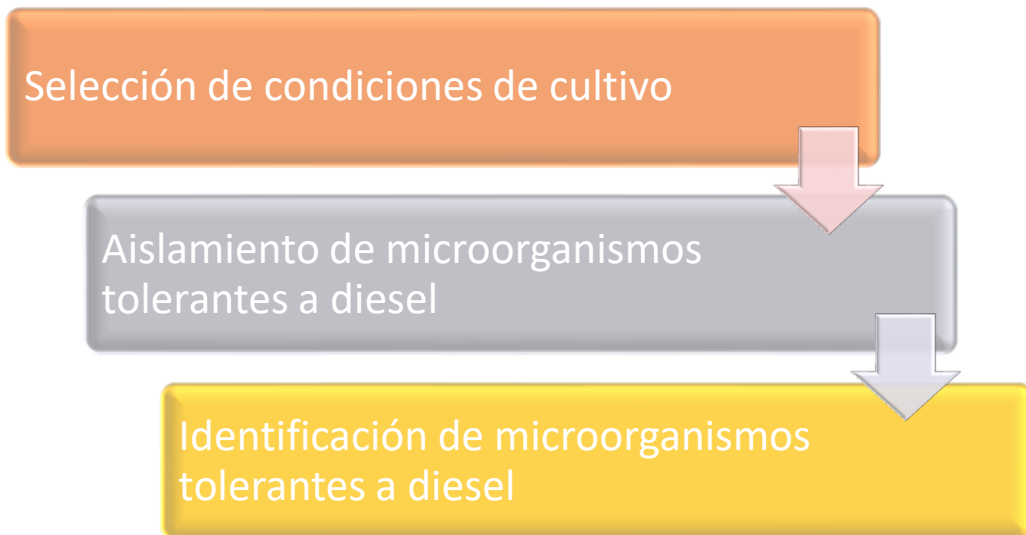 Selección de condiciones de cultivo
Aislamiento de microorganismos
tolerantes a diesel
Identificación de microorganismos
tolerantes a diesel